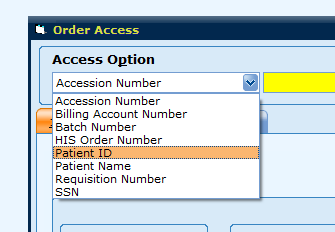 Order Access
Access Option
Accession Number
Accession Number
Billing Account Number
Batch Number
HIS Order Number
Patient ID
Patient Name
Requisition Number
SSN